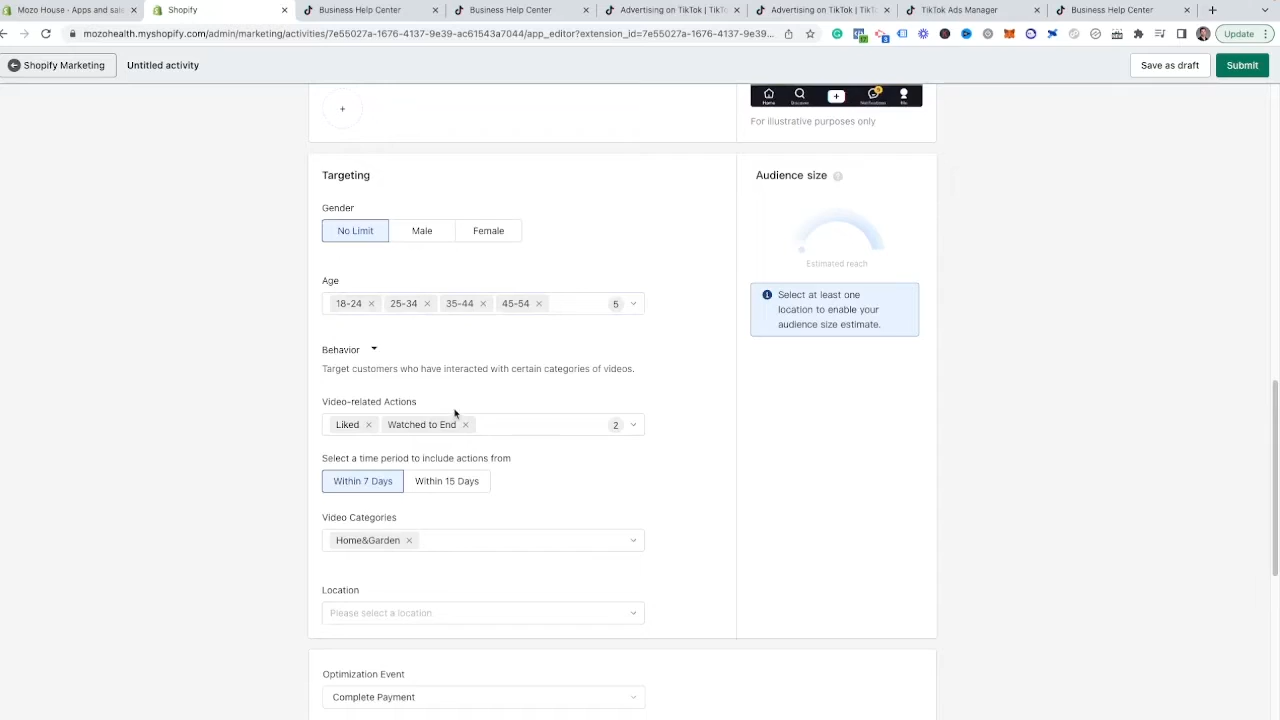 Mozo House - Apps and sal
Shopify
Business Help Center
Business Help Center
Advertising on TikTok | TikT
Advertising on TikTok | TikT
TikTok Ads Manager
Business Help Center
mozohealth.myshopify.com/admin/marketing/activities/7e55027a-1676-4137-9e39-ac61543a7044/app_editor?extension_id=7e55027a-1676-4137-9e39...
Update
Shopify Marketing
Untitled activity
Save as draft
Submit
+
Home
Discover
Notifications
Me
For illustrative purposes only
Targeting
Audience size
Gender
No Limit
Male
Female
Estimated reach
Age
18-24 × 25-34 × 35-44 × 45-54 × 5
Select at least one
location to enable your
audience size estimate.
Behavior
Target customers who have interacted with certain categories of videos.
Video-related Actions
Liked × Watched to End × 2
Select a time period to include actions from
Within 7 Days
Within 15 Days
Video Categories
Home&Garden ×
Location
Please select a location
Optimization Event
Complete Payment